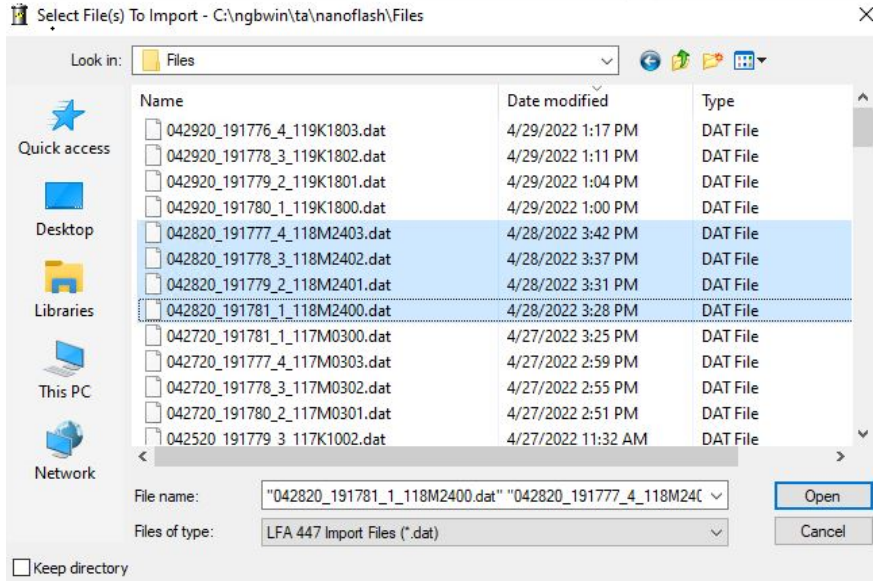 Select File(s) To Import - C:\ngbwin\ta\nanoflash\Files
Look in: Files
Name Date modified Type
042920_191776_4_119K1803.dat 4/29/2022 1:17 PM DAT File
042920_191778_3_119K1802.dat 4/29/2022 1:11 PM DAT File
042920_191779_2_119K1801.dat 4/29/2022 1:04 PM DAT File
042920_191780_1_119K1800.dat 4/29/2022 1:00 PM DAT File
042820_191777_4_118M2403.dat 4/28/2022 3:42 PM DAT File
042820_191778_3_118M2402.dat 4/28/2022 3:37 PM DAT File
042820_191779_2_118M2401.dat 4/28/2022 3:31 PM DAT File
042820_191781_1_118M2400.dat 4/28/2022 3:28 PM DAT File
042720_191781_1_117M0300.dat 4/27/2022 3:25 PM DAT File
042720_191777_4_117M0303.dat 4/27/2022 2:59 PM DAT File
042720_191778_3_117M0302.dat 4/27/2022 2:55 PM DAT File
042720_191780_2_117M0301.dat 4/27/2022 2:51 PM DAT File
042520_191779_3_117K1002.dat 4/27/2022 11:32 AM DAT File
Quick access
Desktop
Libraries
This PC
Network
File name: "042820_191781_1_118M2400.dat" "042820_191777_4_118M240 Open
Files of type: LFA 447 Import Files (*.dat) Cancel
Keep directory